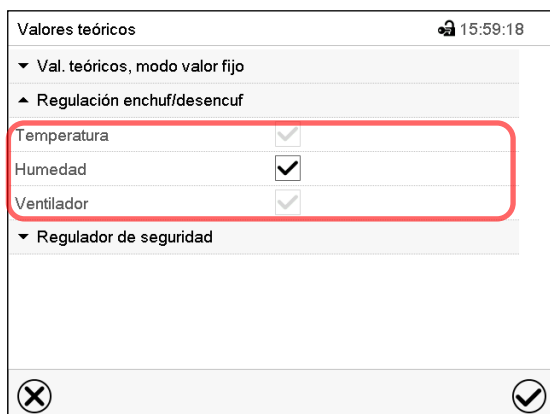 Valores teóricos 15:59:18
Val. teóricos, modo valor fijo
Regulación enchuf/desencuf
Temperatura
Humedad
Ventilador
Regulador de seguridad